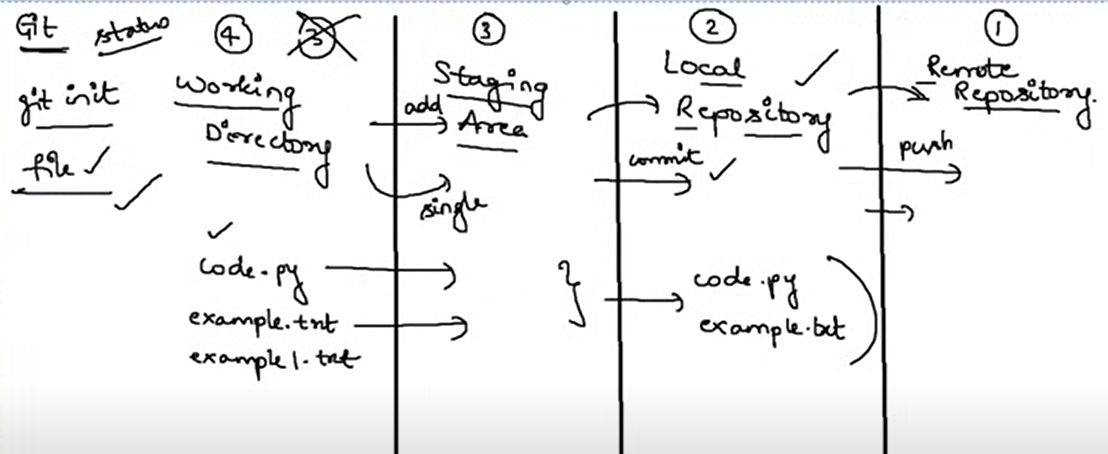 Git status
④ ③ ③ ② ①
git init
file
Working
Directory
add
single
Staging
Area
Local
Repository
commit
Remote
Repository.
push
code.py
example.txt
example1.txt
code.py
example.txt